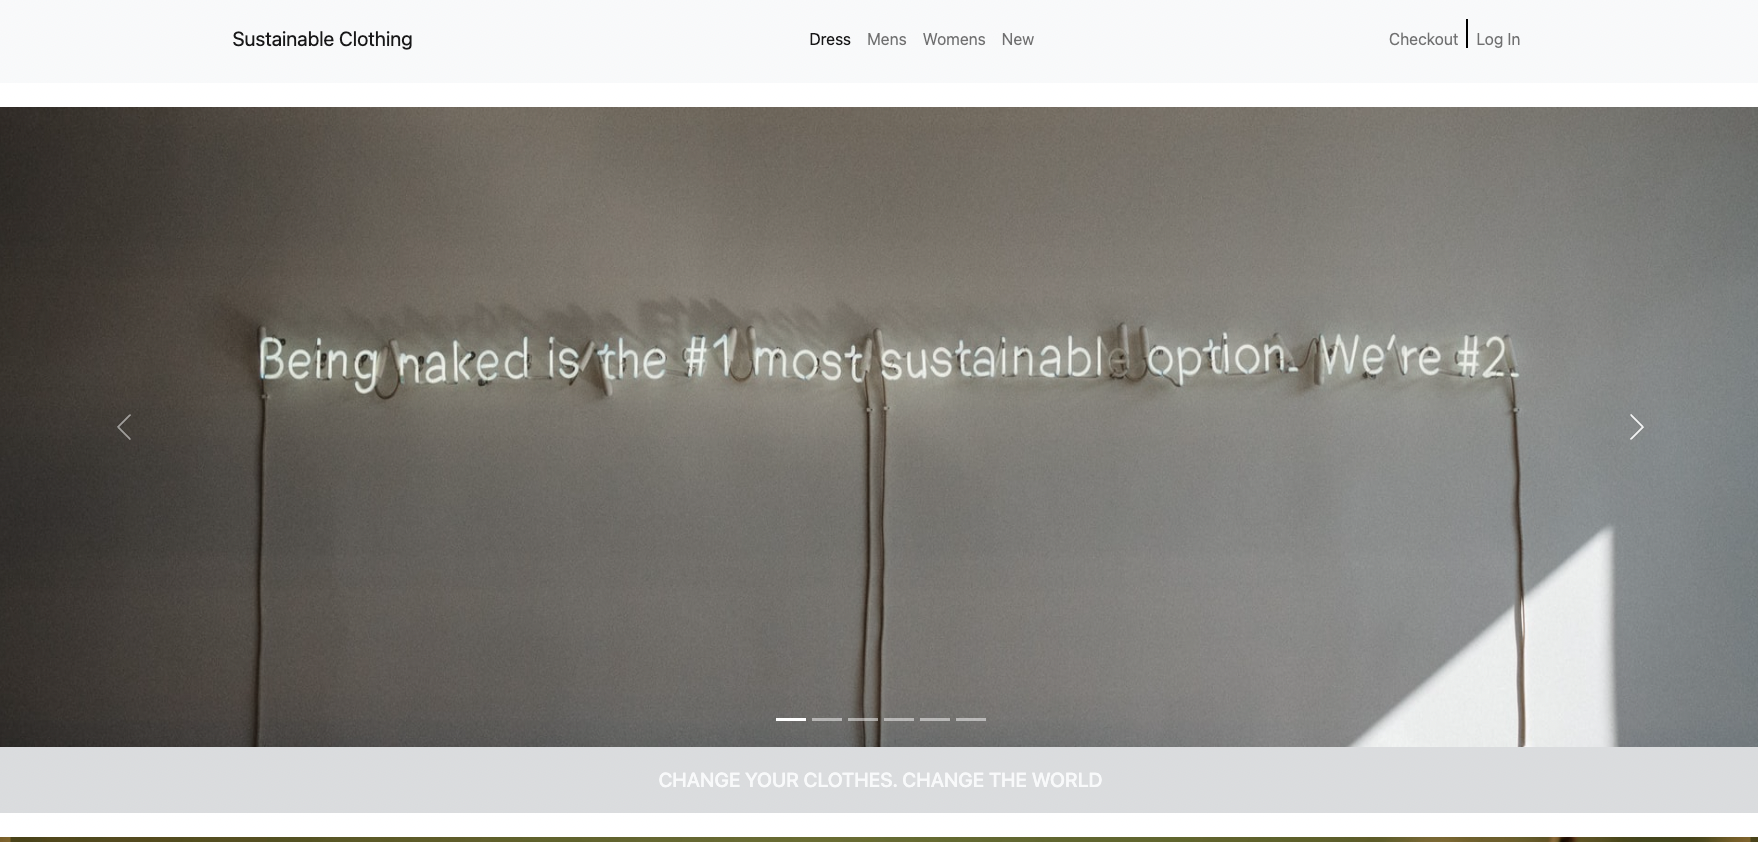 Sustainable Clothing
Dress Mens Womens New
Checkout Log In
Being naked is the #1 most sustainable option. We're #2.
CHANGE YOUR CLOTHES. CHANGE THE WORLD